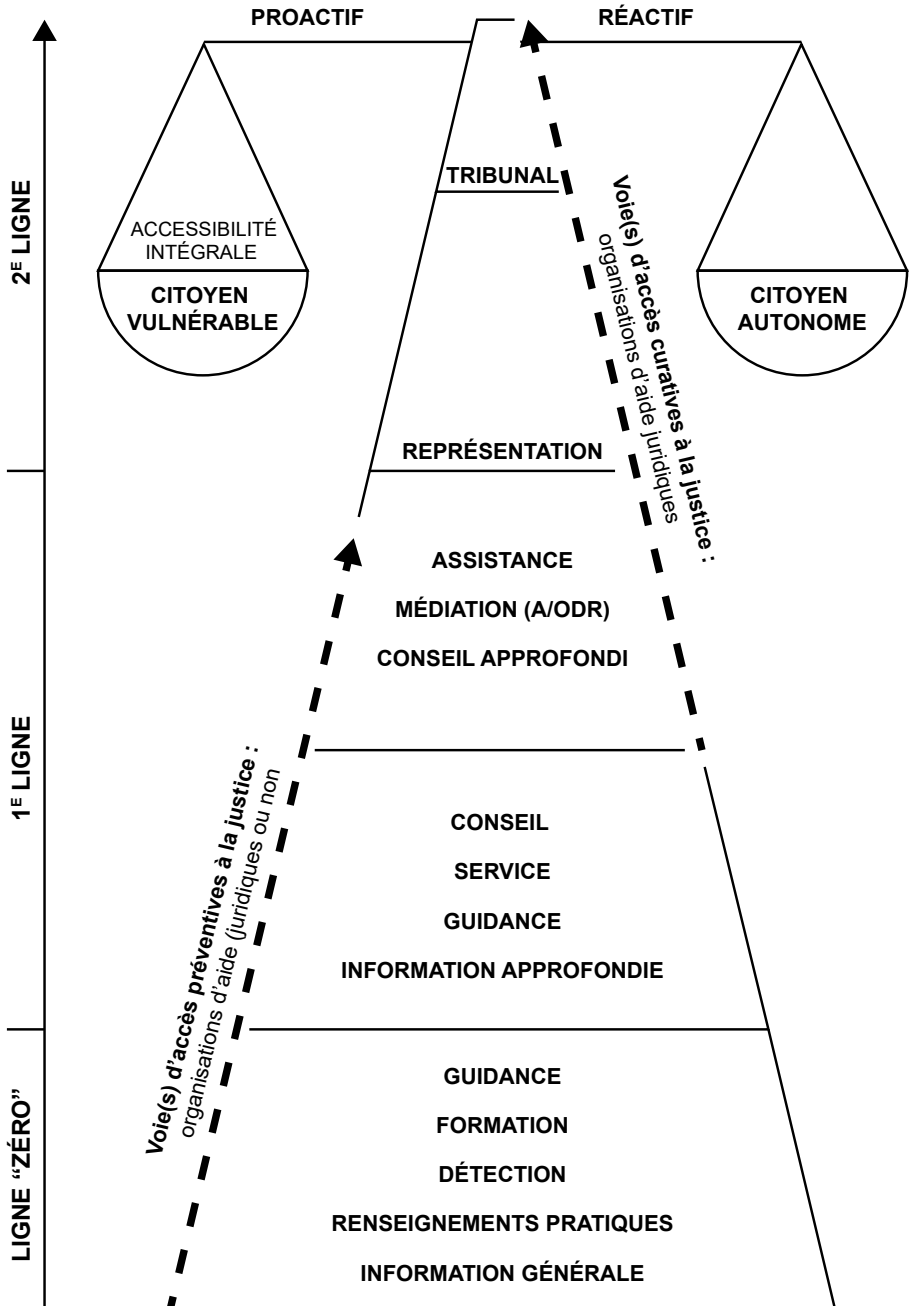 PROACTIF
RÉACTIF
2E LIGNE
TRIBUNAL
ACCESSIBILITÉ
INTÉGRALE
CITOYEN
VULNÉRABLE
CITOYEN
AUTONOME
Voie(s) d'accès curatives à la justice :
organisations d'aide juridiques
REPRÉSENTATION
1E LIGNE
ASSISTANCE
MÉDIATION (A/ODR)
CONSEIL APPROFONDI
Voie(s) d'accès préventives à la justice :
organisations d'aide (juridiques ou non
CONSEIL
SERVICE
GUIDANCE
INFORMATION APPROFONDIE
LIGNE “ZÉRO”
GUIDANCE
FORMATION
DÉTECTION
RENSEIGNEMENTS PRATIQUES
INFORMATION GÉNÉRALE